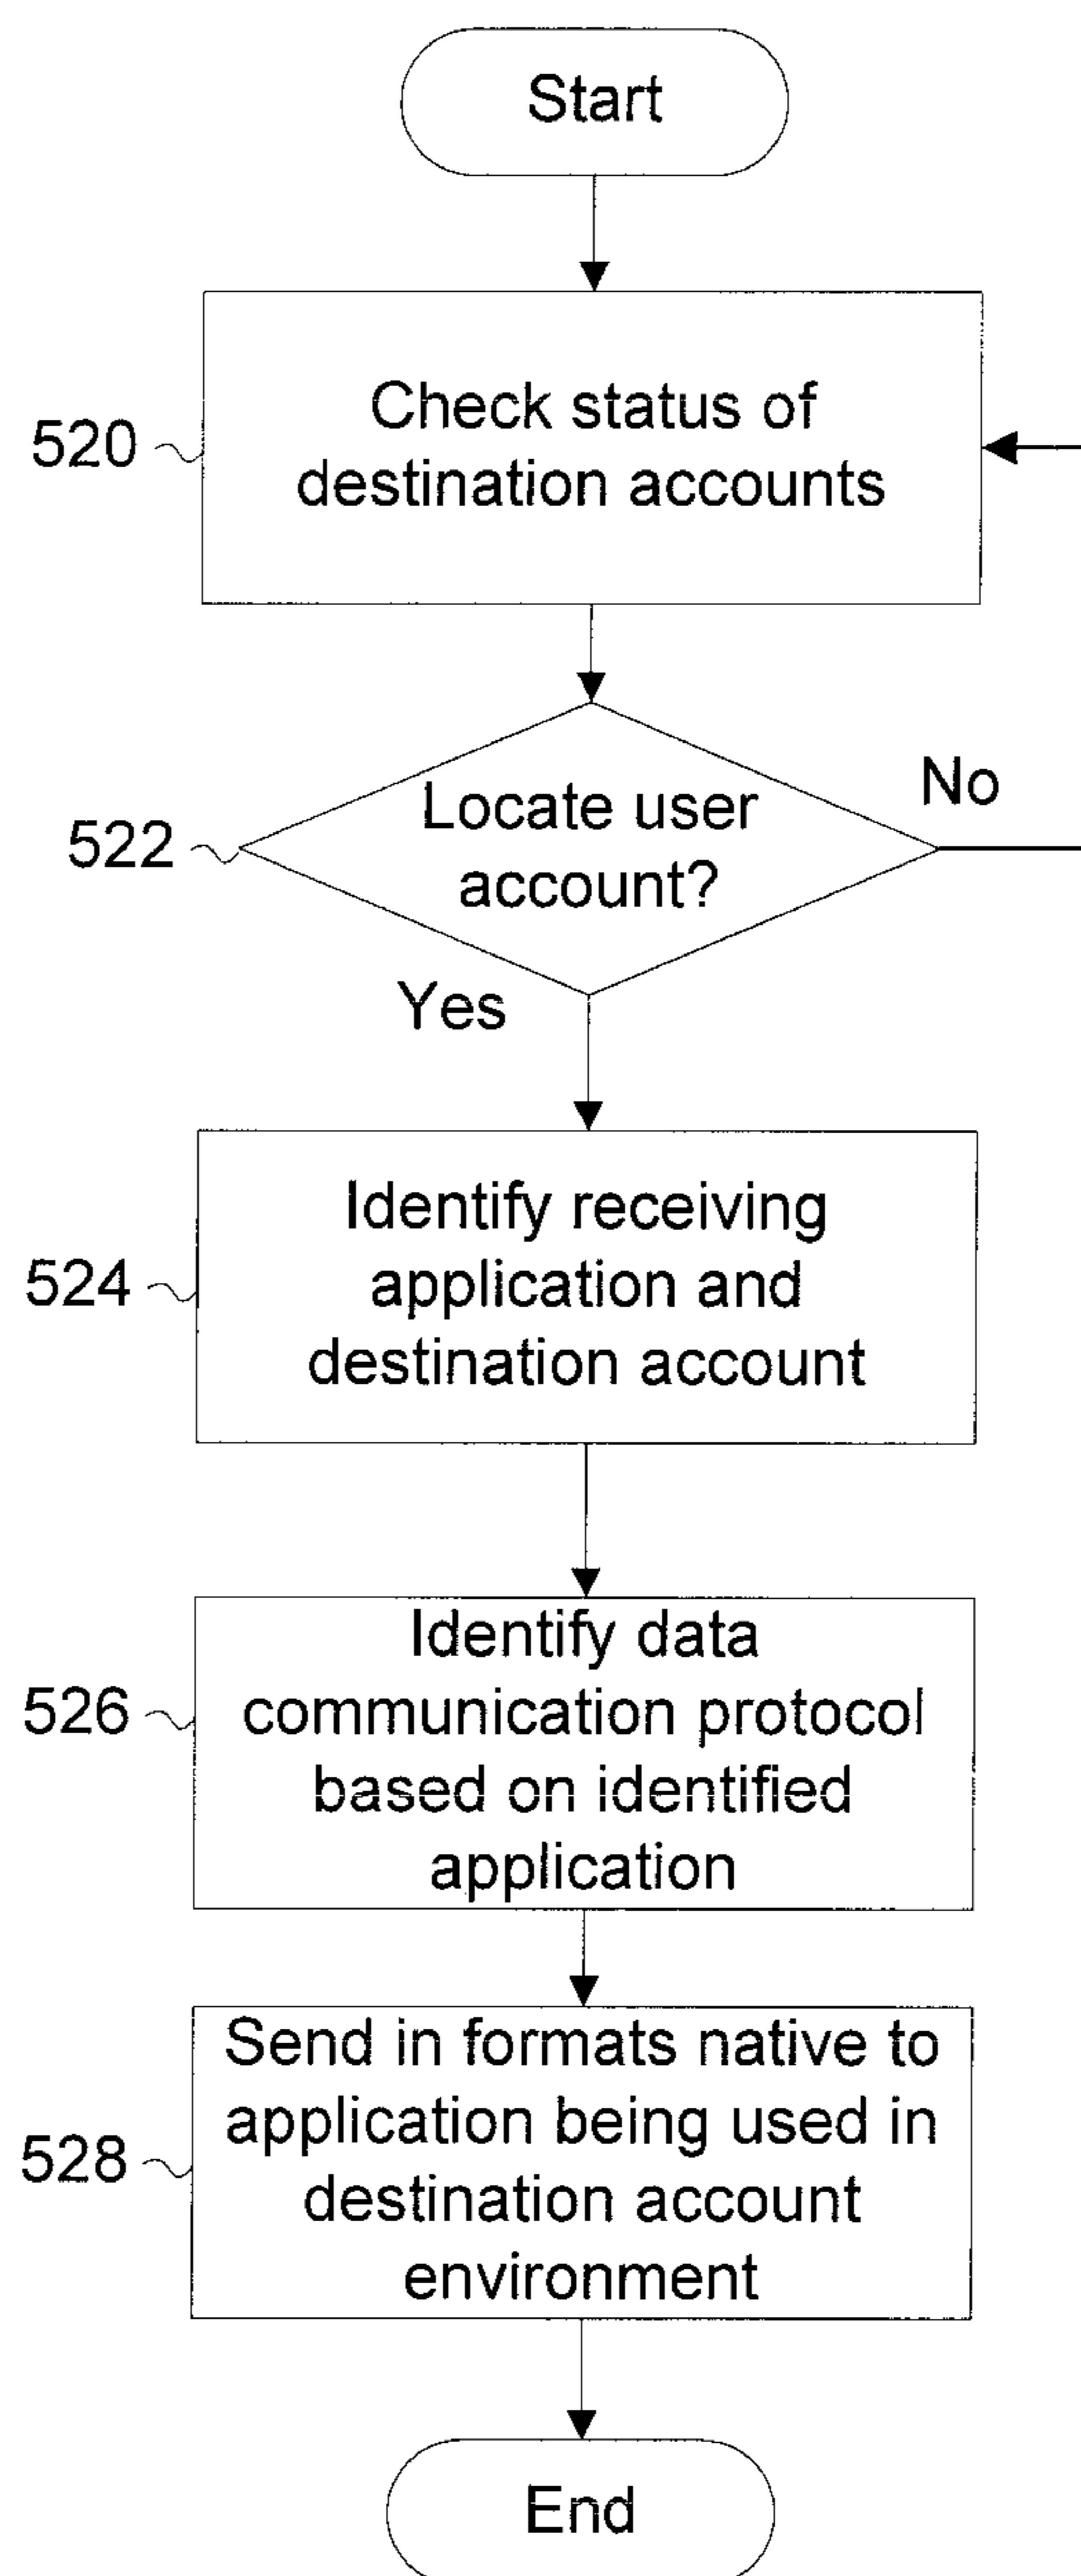 Start
520
Check status of
destination accounts
522
Locate user
account?
No
Yes
524
Identify receiving
application and
destination account
526
Identify data
communication protocol
based on identified
application
528
Send in formats native to
application being used in
destination account
environment
End